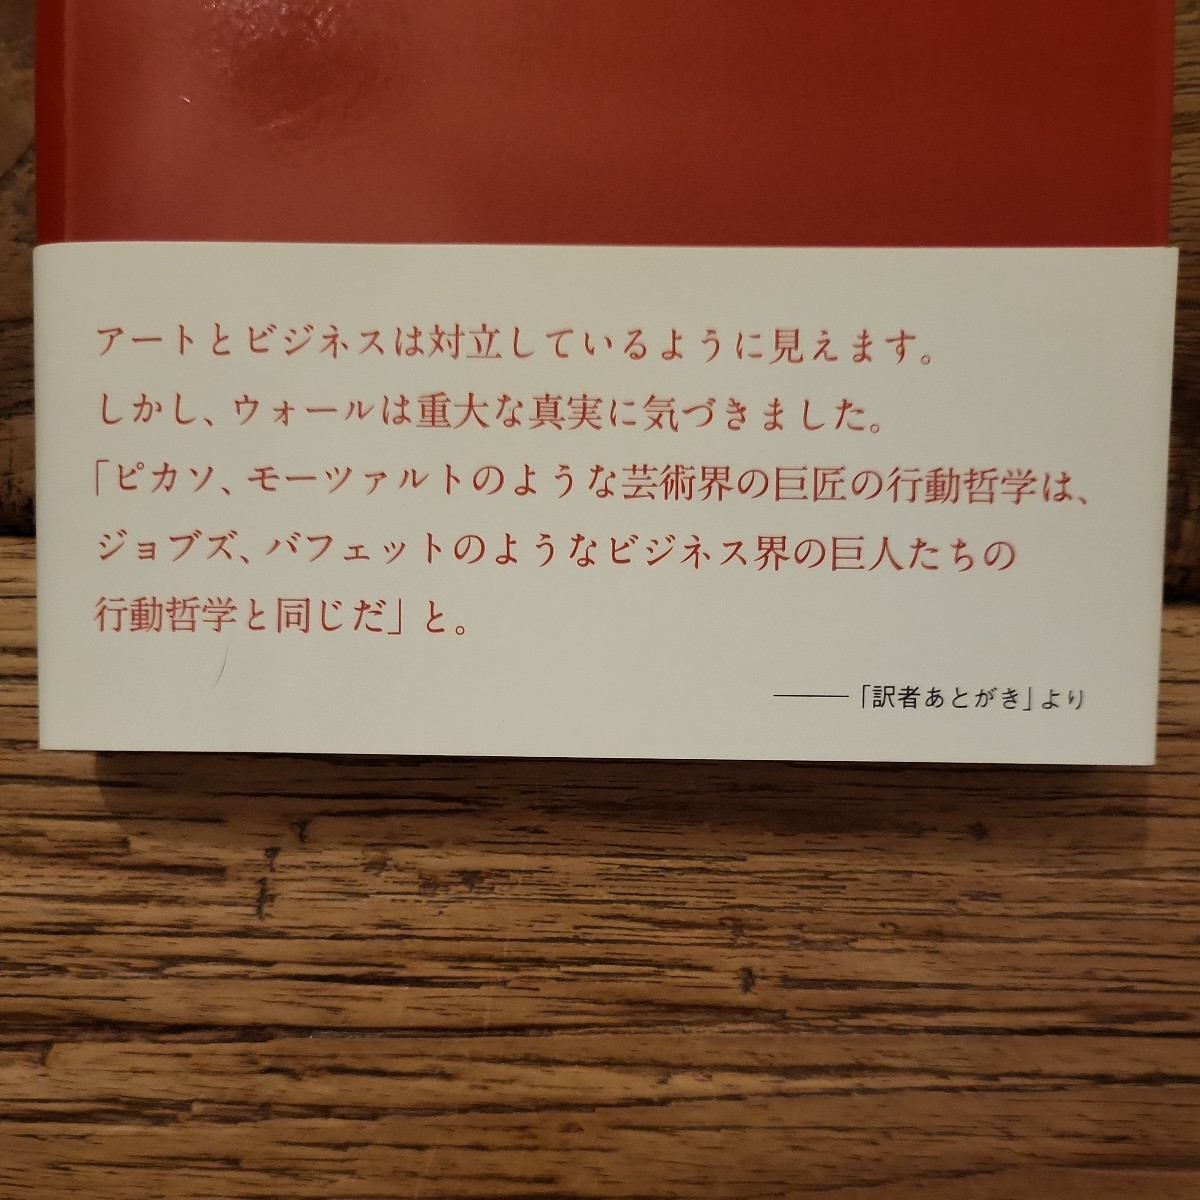 アートとビジネスは対立しているように見えます。
しかし、ウォールは重大な真実に気づきました。
「ピカソ、モーツァルトのような芸術界の巨匠の行動哲学は、
ジョブズ、バフェットのようなビジネス界の巨人たちの
行動哲学と同じだ」と。
――「訳者あとがき」より